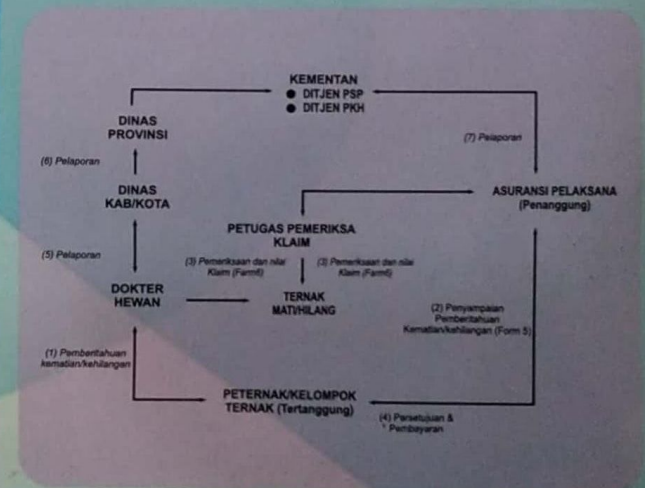 KEMENTAN
● DITJEN PSP
● DITJEN PKH
DINAS
PROVINSI
(7) Pelaporan
(6) Pelaporan
DINAS
KAB/KOTA
ASURANSI PELAKSANA
(Penanggung)
PETUGAS PEMERIKSA
KLAIM
(5) Pelaporan
(3) Pemeriksaan dan nilai
Klaim (Farm6)
(3) Pemeriksaan dan nilai
Klaim (Farm6)
DOKTER
HEWAN
TERNAK
MATI/HILANG
(2) Penyampaian
Pemberitahuan
Kematian/kehilangan (Form 5)
(1) Pemberitahuan
kematian/kehilangan
PETERNAK/KELOMPOK
TERNAK (Tertanggung)
(4) Persetujuan &
Pembayaran